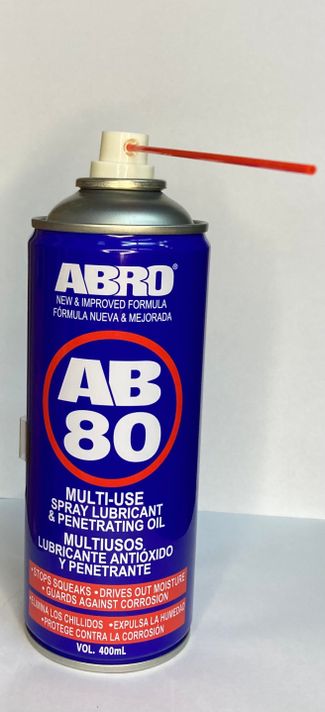 ABRO®
NEW & IMPROVED FORMULA
FÓRMULA NUEVA & MEJORADA
AB
80
MULTI-USE
SPRAY LUBRICANT
& PENETRATING OIL
MULTIUSOS,
LUBRICANTE ANTIÓXIDO
Y PENETRANTE
•STOPS SQUEAKS •DRIVES OUT MOISTURE
•GUARDS AGAINST CORROSION
•ELIMINA LOS CHILLIDOS •EXPULSA LA HUMEDAD
•PROTEGE CONTRA LA CORROSIÓN
VOL. 400mL